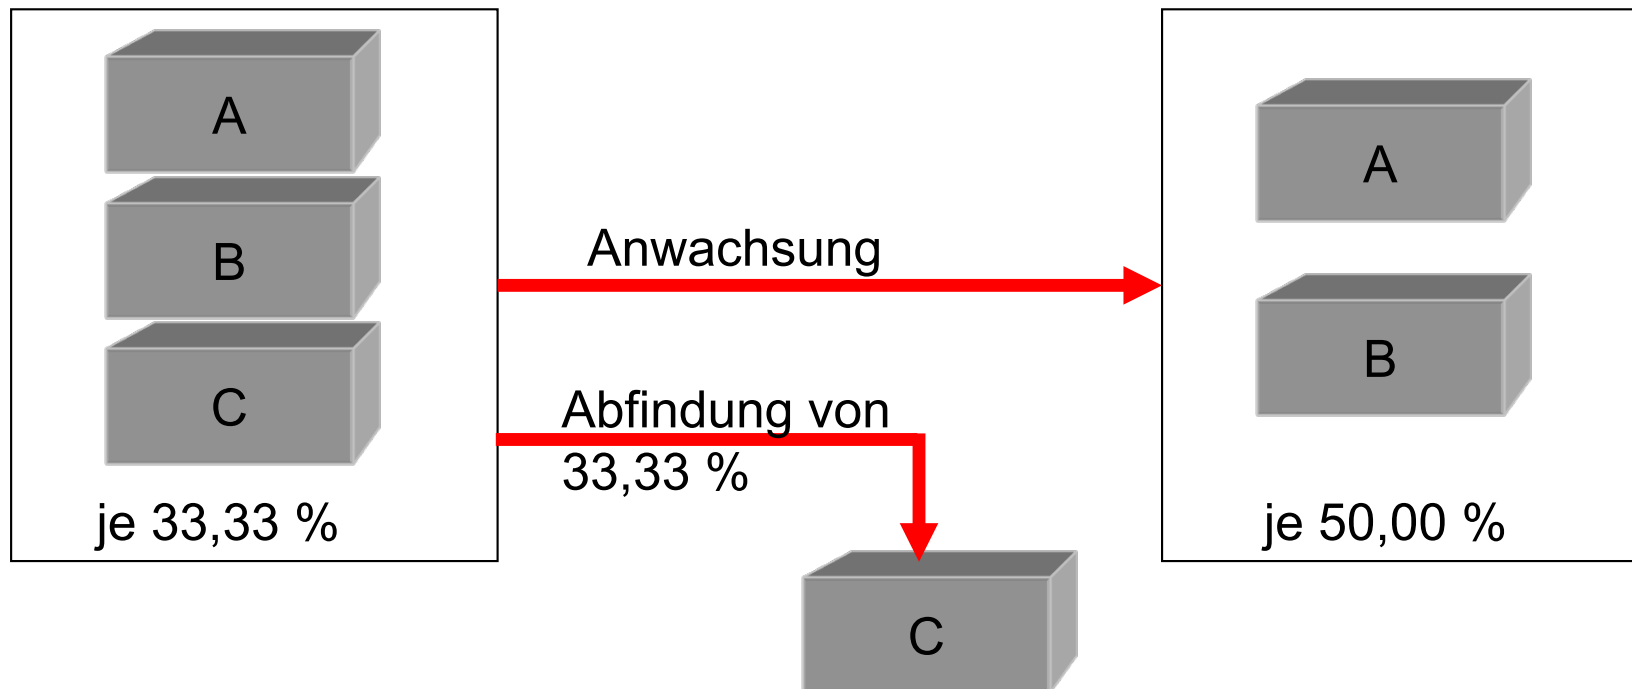 A
B
C
je 33,33 %
Anwachsung
Abfindung von
33,33 %
C
A
B
je 50,00 %